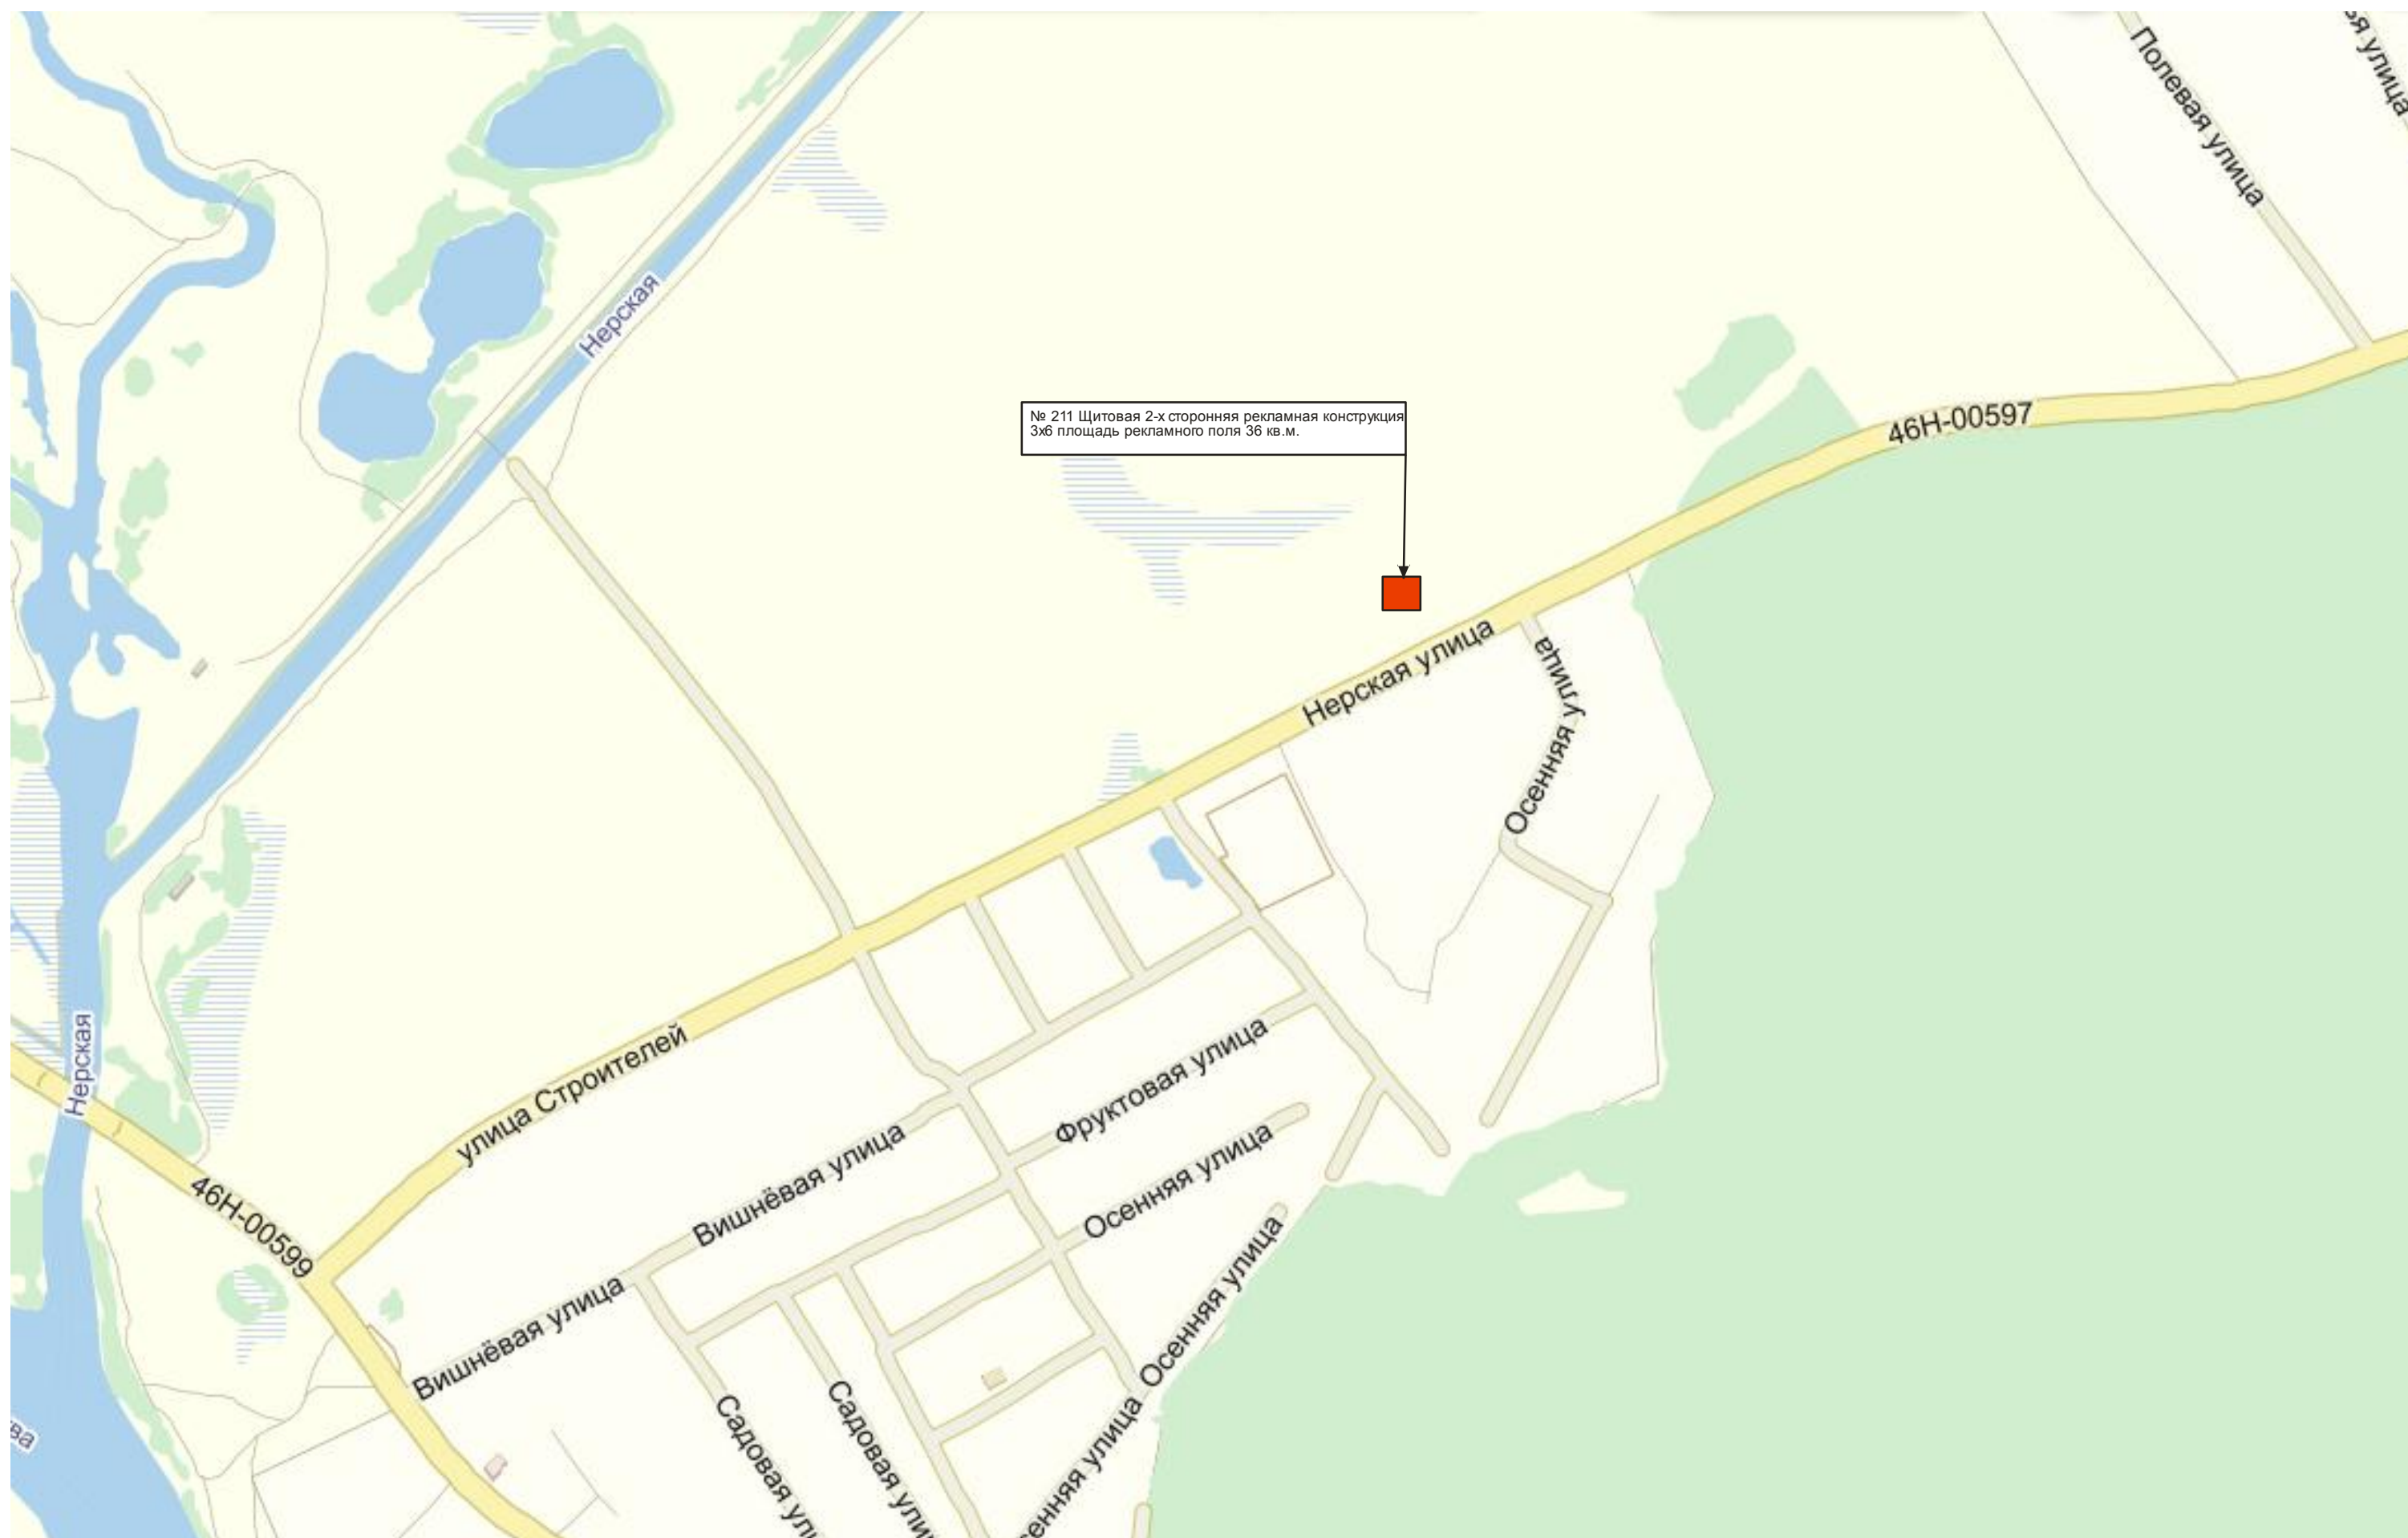 Полевая улица
улица
Нерская
№ 211 Щитовая 2-х сторонняя рекламная конструкция
3х6 площадь рекламного поля 36 кв.м.
46Н-00597
Нерская улица
Осенняя улица
Нерская
улица Строителей
Фруктовая улица
Вишнёвая улица
Осенняя улица
46Н-00599
Вишнёвая улица
Осенняя улица
Садовая
Садовая
улица